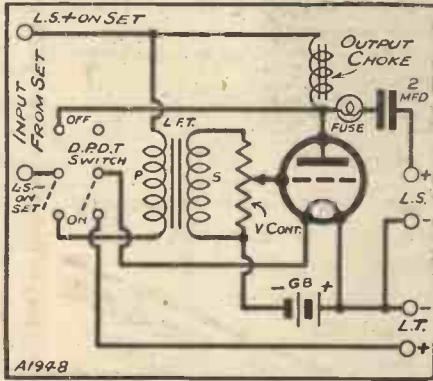 L.S.+ ON SET
OUTPUT
CHOKE
INPUT
FROM SET
OFF
D.P.D.T
SWITCH
L.F.T.
P
S
FUSE
2
MFD
+
L.S.
-
L.S.-
ON
SET
ON
V CONT.
- GB +
-
L.T.
+
A1948